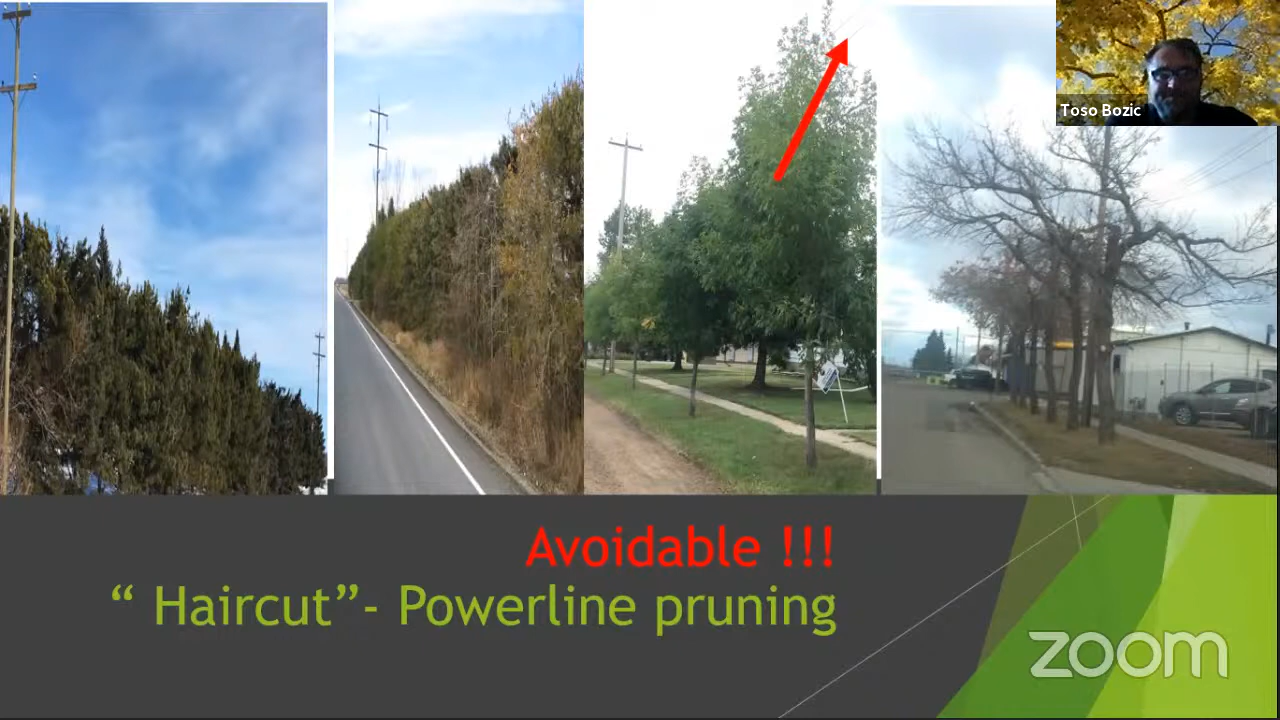 Toso Bozic
Avoidable !!!
“ Haircut”- Powerline pruning
zoom